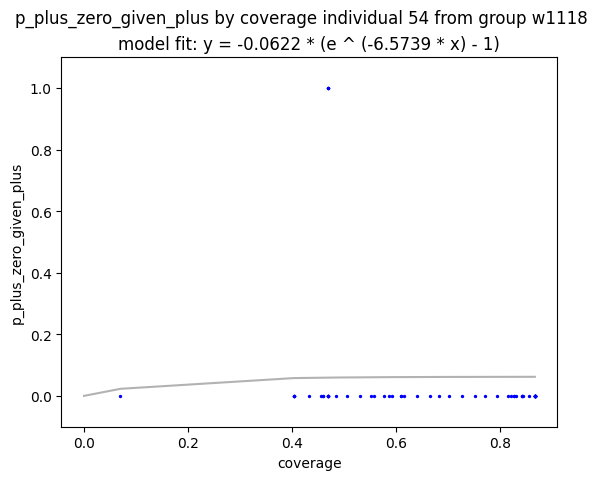 p_plus_zero_given_plus by coverage individual 54 from group w1118
model fit: y = -0.0622 * (e ^ (-6.5739 * x) - 1)
p_plus_zero_given_plus
1.0
0.8
0.6
0.4
0.2
0.0
0.0 0.2 0.4 0.6 0.8
coverage